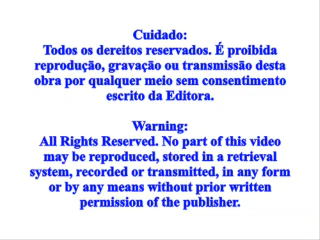 Cuidado:
Todos os dereitos reservados. É proibida
reprodução, gravação ou transmissão desta
obra por qualquer meio sem consentimento
escrito da Editora.
Warning:
All Rights Reserved. No part of this video
may be reproduced, stored in a retrieval
system, recorded or transmitted, in any form
or by any means without prior written
permission of the publisher.